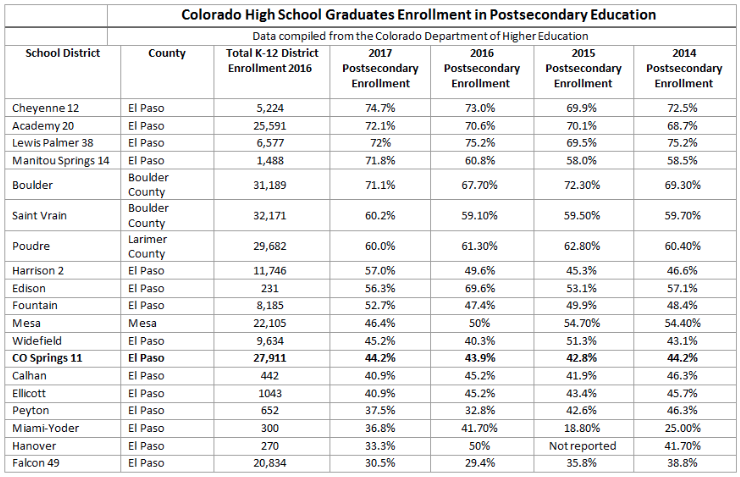 Colorado High School Graduates Enrollment in Postsecondary Education
Data compiled from the Colorado Department of Higher Education
School District County Total K-12 District Enrollment 2016 2017 Postsecondary Enrollment 2016 Postsecondary Enrollment 2015 Postsecondary Enrollment 2014 Postsecondary Enrollment
Cheyenne 12 El Paso 5,224 74.7% 73.0% 69.9% 72.5%
Academy 20 El Paso 25,591 72.1% 70.6% 70.1% 68.7%
Lewis Palmer 38 El Paso 6,577 72% 75.2% 69.5% 75.2%
Manitou Springs 14 El Paso 1,488 71.8% 60.8% 58.0% 58.5%
Boulder Boulder County 31,189 71.1% 67.70% 72.30% 69.30%
Saint Vrain Boulder County 32,171 60.2% 59.10% 59.50% 59.70%
Poudre Larimer County 29,682 60.0% 61.30% 62.80% 60.40%
Harrison 2 El Paso 11,746 57.0% 49.6% 45.3% 46.6%
Edison El Paso 231 56.3% 69.6% 53.1% 57.1%
Fountain El Paso 8,185 52.7% 47.4% 49.9% 48.4%
Mesa Mesa 22,105 46.4% 50% 54.70% 54.40%
Widefield El Paso 9,634 45.2% 40.3% 51.3% 43.1%
CO Springs 11 El Paso 27,911 44.2% 43.9% 42.8% 44.2%
Calhan El Paso 442 40.9% 45.2% 41.9% 46.3%
Ellicott El Paso 1043 40.9% 45.2% 43.4% 45.7%
Peyton El Paso 652 37.5% 32.8% 42.6% 46.3%
Miami-Yoder El Paso 300 36.8% 41.70% 18.80% 25.00%
Hanover El Paso 270 33.3% 50% Not reported 41.70%
Falcon 49 El Paso 20,834 30.5% 29.4% 35.8% 38.8%